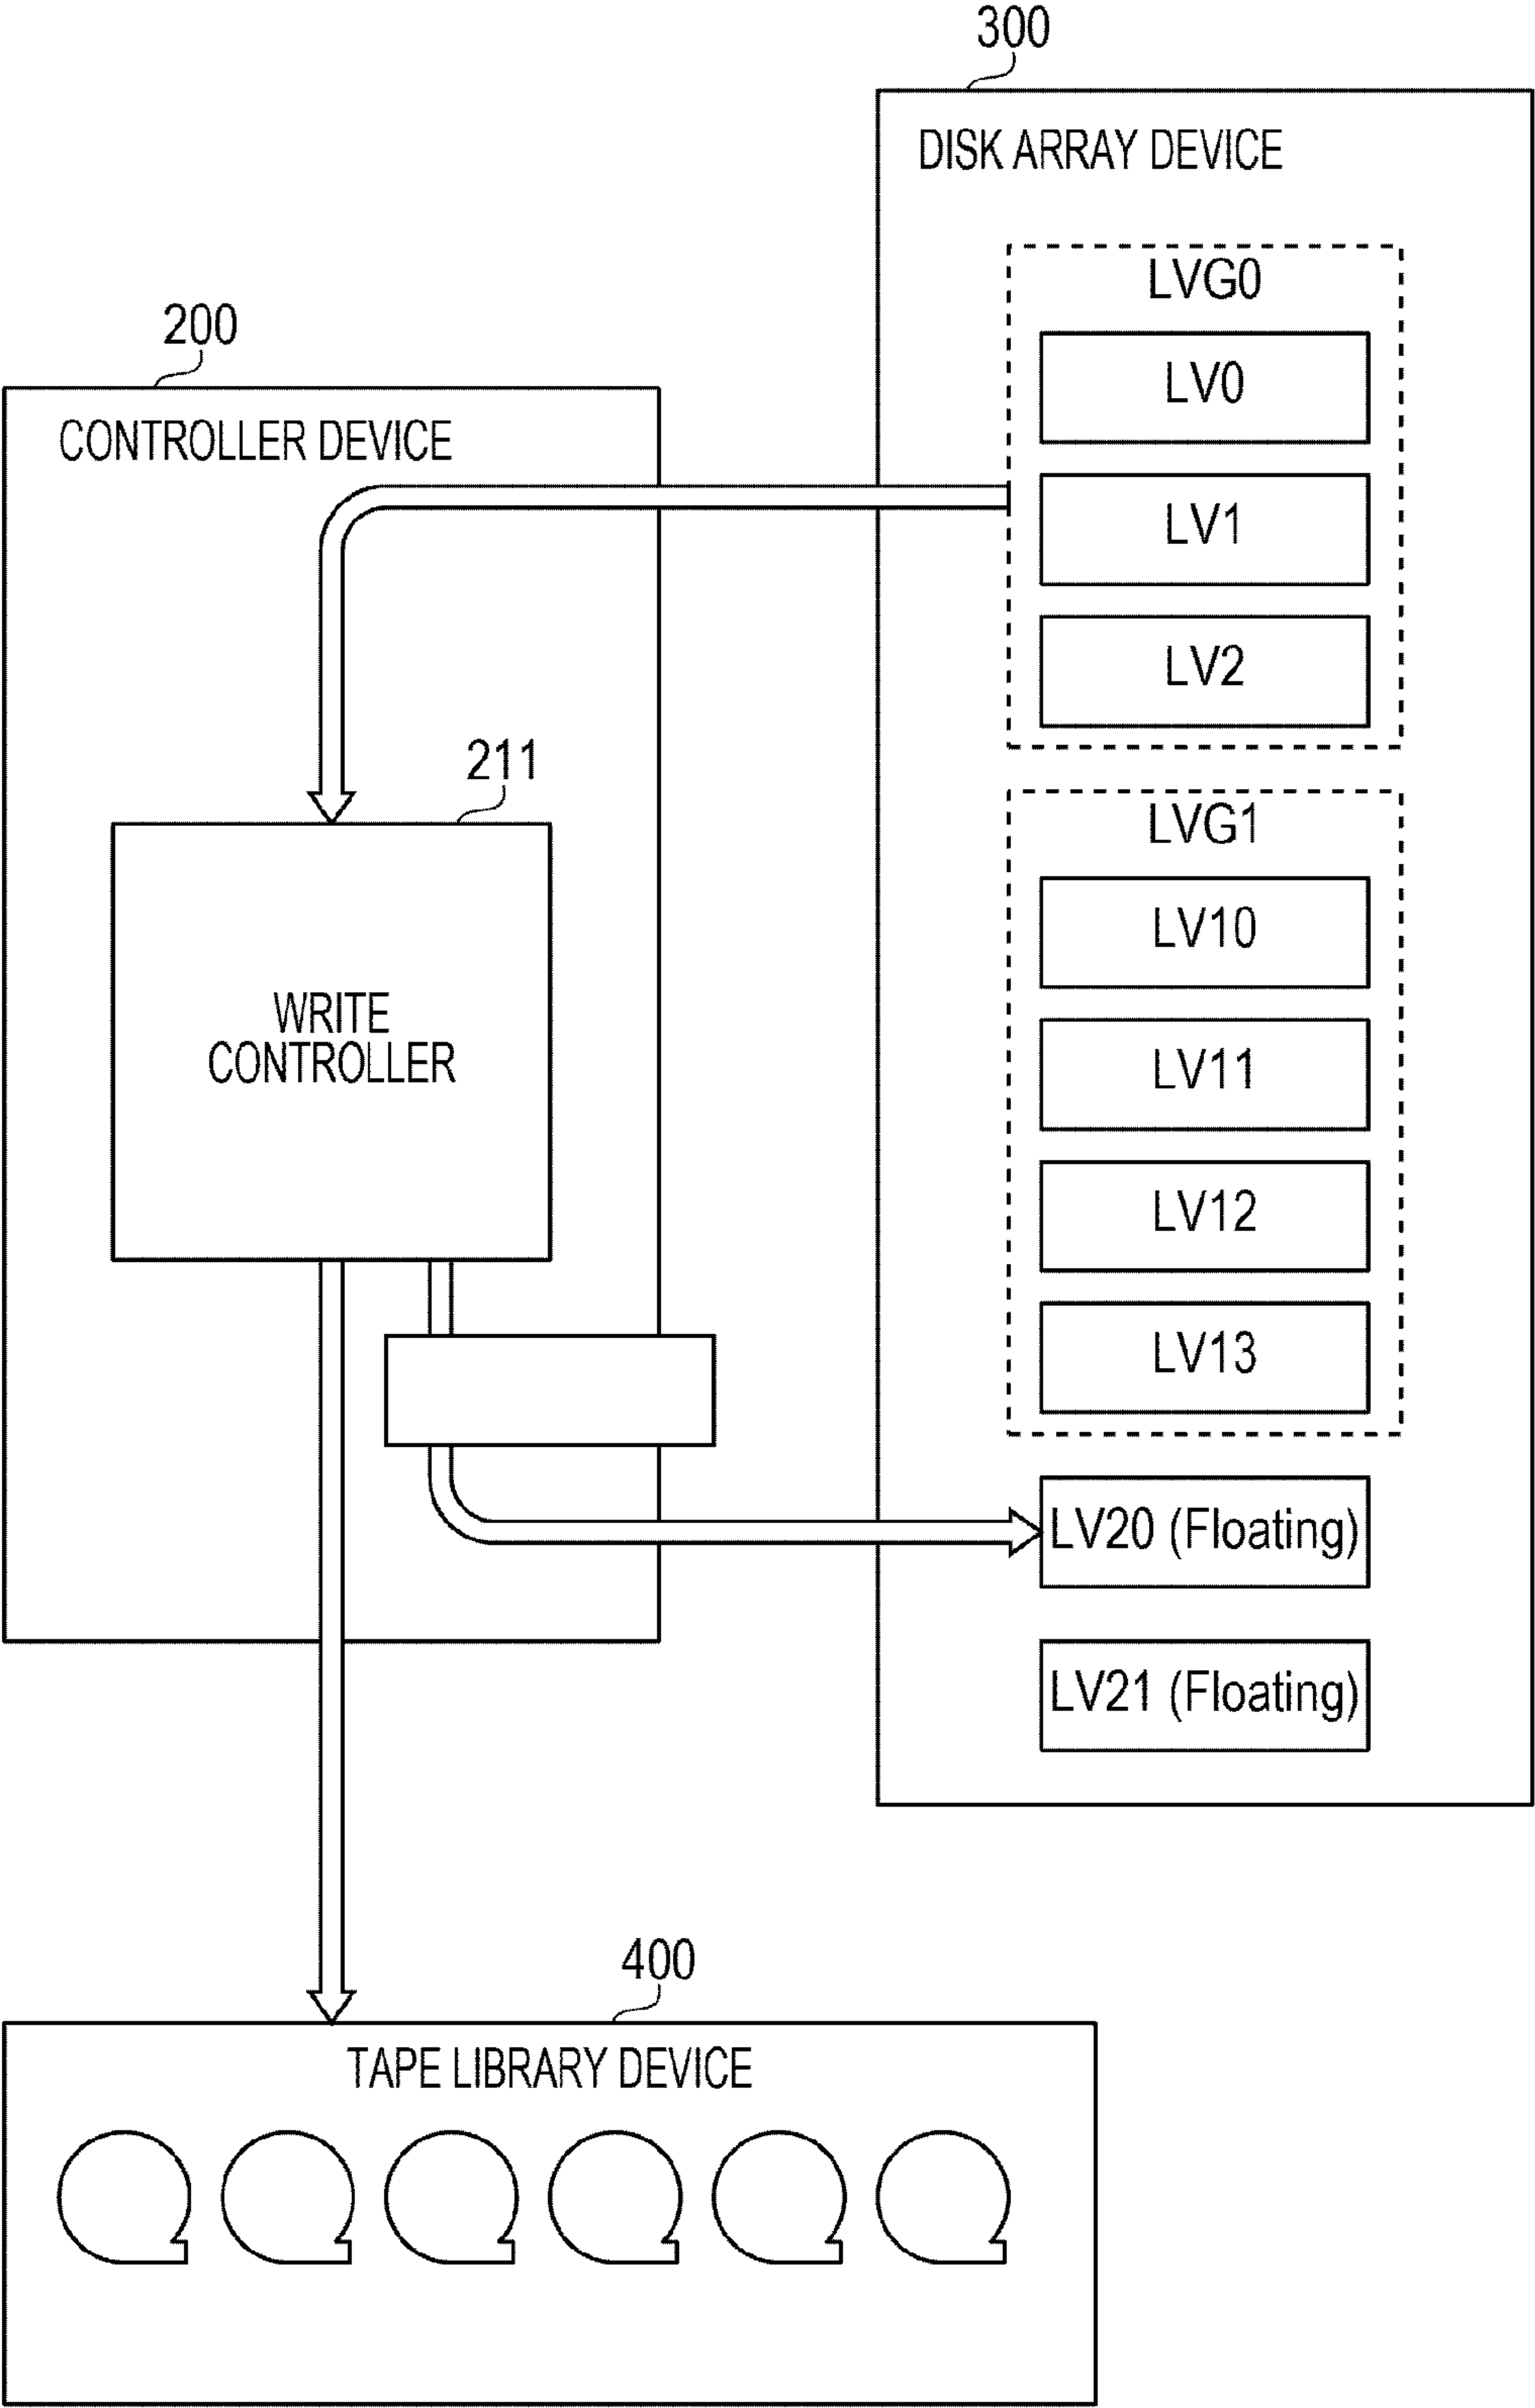 300
DISK ARRAY DEVICE
LVG0
LV0
LV1
LV2
LVG1
LV10
LV11
LV12
LV13
LV20 (Floating)
LV21 (Floating)
200
CONTROLLER DEVICE
211
WRITE
CONTROLLER
400
TAPE LIBRARY DEVICE